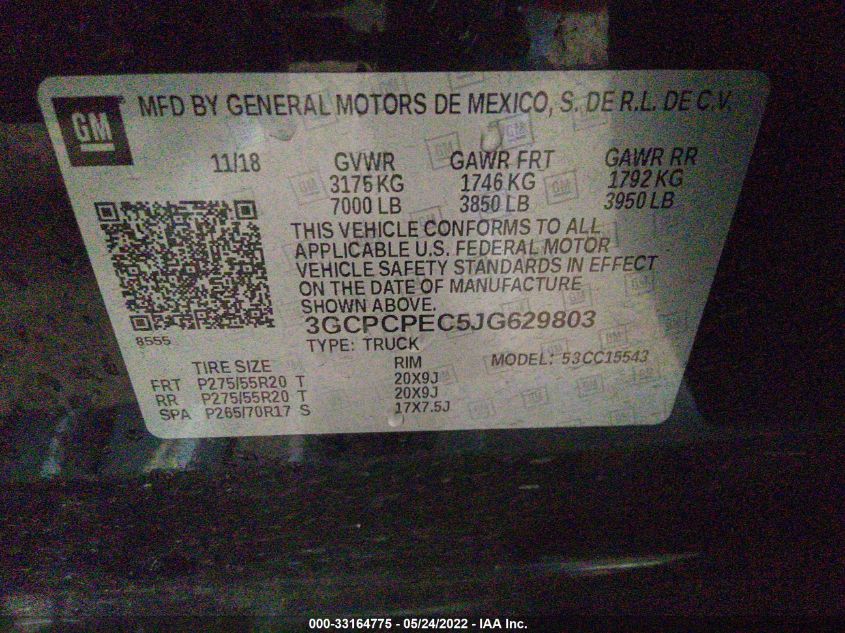 GM
MFD BY GENERAL MOTORS DE MEXICO, S. DE R.L. DE C.V.
11/18 GVWR GAWR FRT GAWR RR
3175 KG 1746 KG 1792 KG
7000 LB 3850 LB 3950 LB
THIS VEHICLE CONFORMS TO ALL
APPLICABLE U.S. FEDERAL MOTOR
VEHICLE SAFETY STANDARDS IN EFFECT
ON THE DATE OF MANUFACTURE
SHOWN ABOVE.
3GCPCPEC5JG629803
8555
TYPE: TRUCK
TIRE SIZE RIM MODEL: 53CC15543
FRT P275/55R20 T 20X9J
RR P275/55R20 T 20X9J
SPA P265/70R17 S 17X7.5J
000-33164775 - 05/24/2022 - IAA Inc.